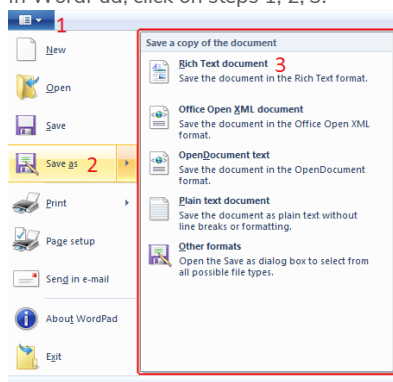 In WordPad, click on steps 1, 2, 3.
1
New
Open
Save
Save as 2
Print
Page setup
Send in e-mail
About WordPad
Exit
Save a copy of the document
Rich Text document 3
Save the document in the Rich Text format.
Office Open XML document
Save the document in the Office Open XML
format.
OpenDocument text
Save the document in the OpenDocument
format.
Plain text document
Save the document as plain text without
line breaks or formatting.
Other formats
Open the Save as dialog box to select from
all possible file types.